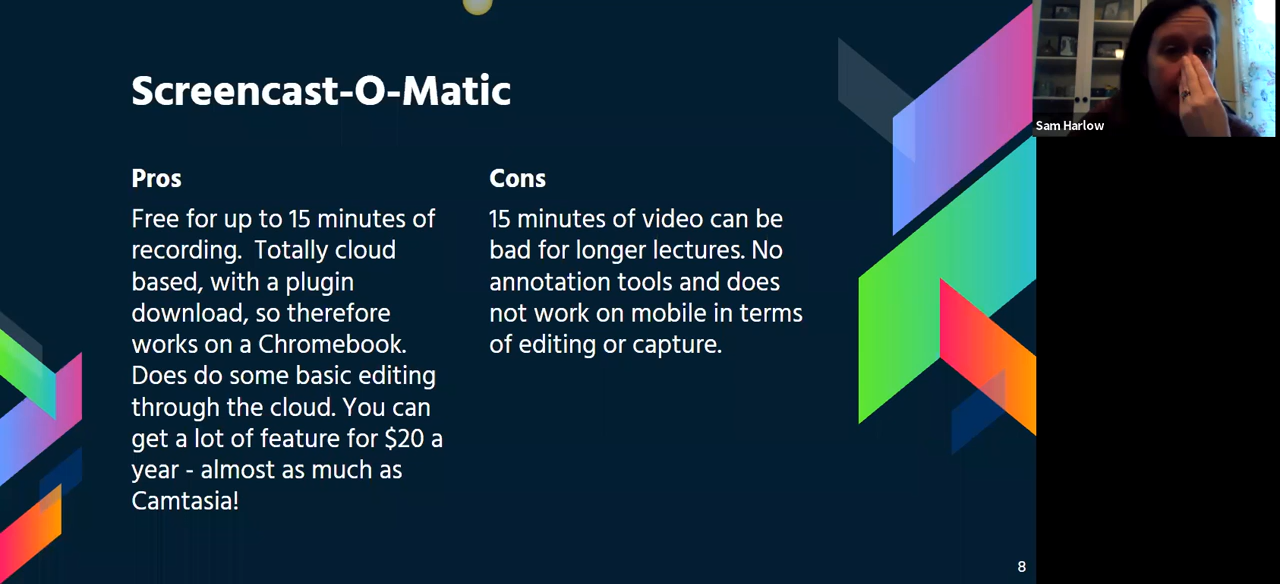 Screencast-O-Matic
Pros
Free for up to 15 minutes of
recording.  Totally cloud
based, with a plugin
download, so therefore
works on a Chromebook.
Does do some basic editing
through the cloud. You can
get a lot of feature for $20 a
year - almost as much as
Camtasia!
Cons
15 minutes of video can be
bad for longer lectures. No
annotation tools and does
not work on mobile in terms
of editing or capture.
Sam Harlow
8